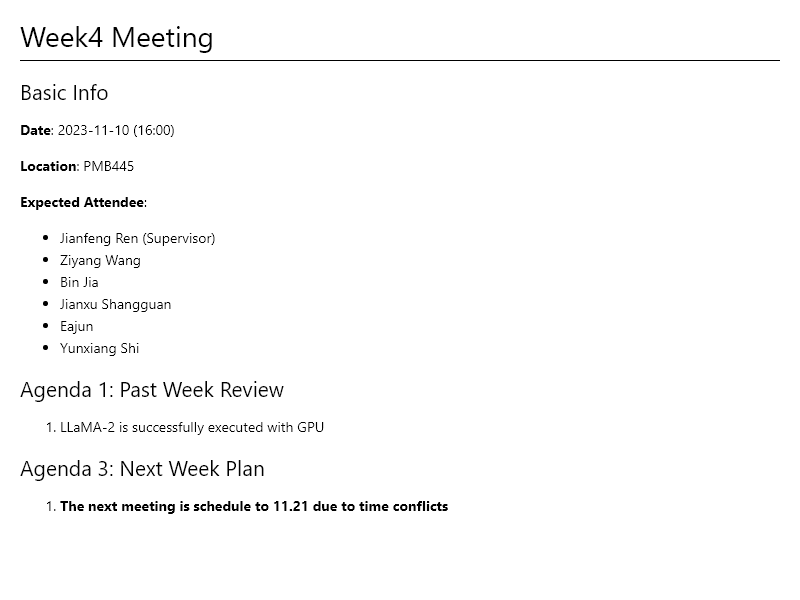 Week4 Meeting
Basic Info
Date: 2023-11-10 (16:00)
Location: PMB445
Expected Attendee:
• Jianfeng Ren (Supervisor)
• Ziyang Wang
• Bin Jia
• Jianxu Shangguan
• Eajun
• Yunxiang Shi
Agenda 1: Past Week Review
1. LLaMA-2 is successfully executed with GPU
Agenda 3: Next Week Plan
1. The next meeting is schedule to 11.21 due to time conflicts